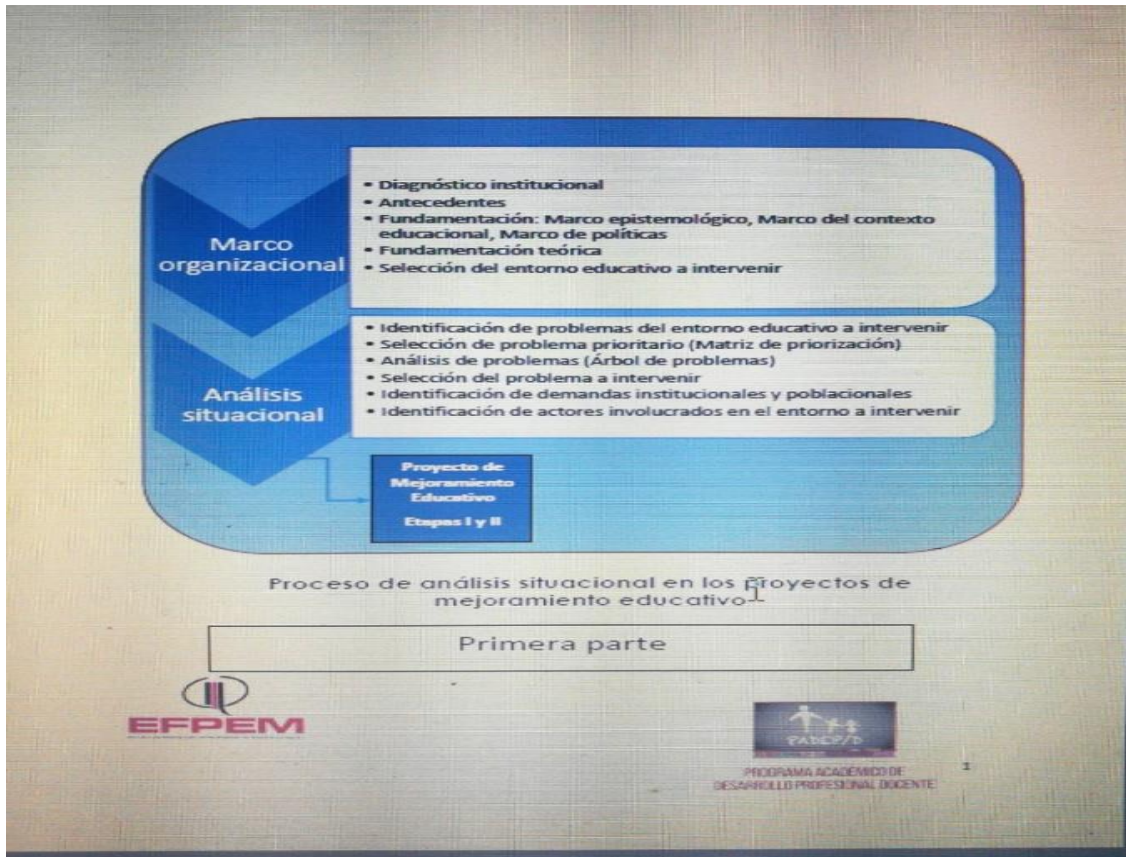 Marco
organizacional
• Diagnóstico institucional
• Antecedentes
• Fundamentación: Marco epistemológico, Marco del contexto
educacional, Marco de políticas
• Fundamentación teórica
• Selección del entorno educativo a intervenir
Análisis
situacional
• Identificación de problemas del entorno educativo a intervenir
• Selección de problema prioritario (Matriz de priorización)
• Análisis de problemas (Árbol de problemas)
• Selección del problema a intervenir
• Identificación de demandas institucionales y poblacionales
• Identificación de actores involucrados en el entorno a intervenir
Proyecto de
Mejoramiento
Educativo
Etapas I y II
Proceso de análisis situacional en los proyectos de
mejoramiento educativo
Primera parte
EFPEM
PADEP/D
PROGRAMA ACADÉMICO DE
DESARROLLO PROFESIONAL DOCENTE
1